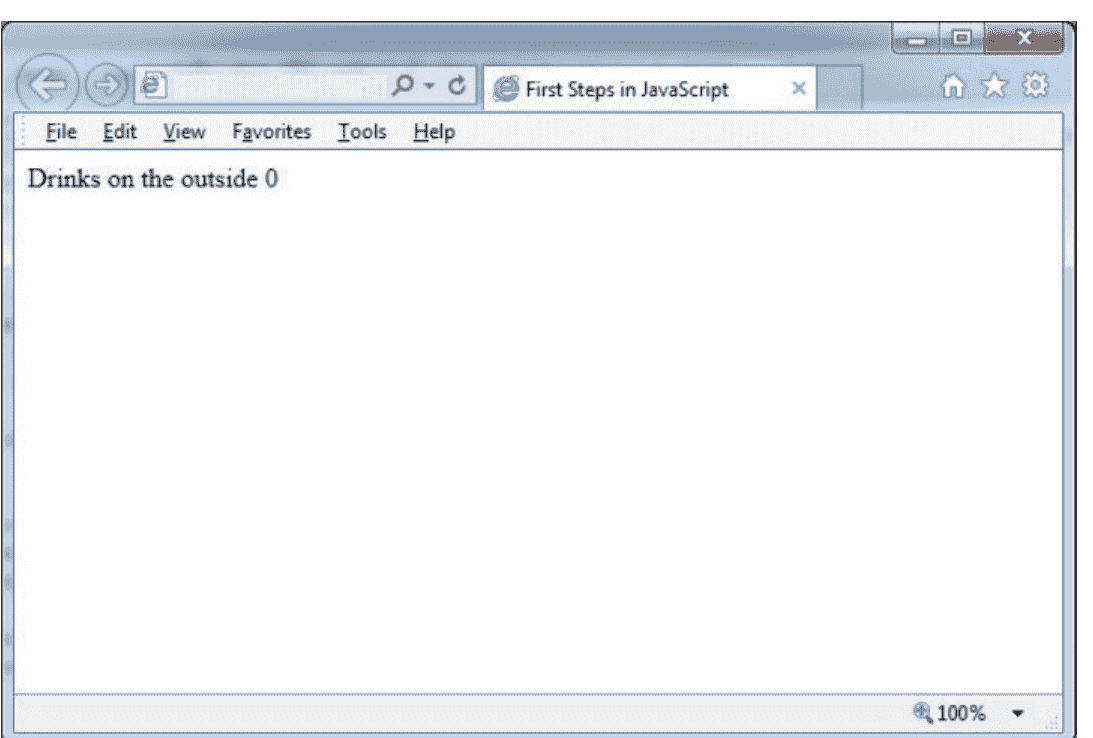 First Steps in JavaScript
File Edit View Favorites Tools Help
Drinks on the outside 0
100%